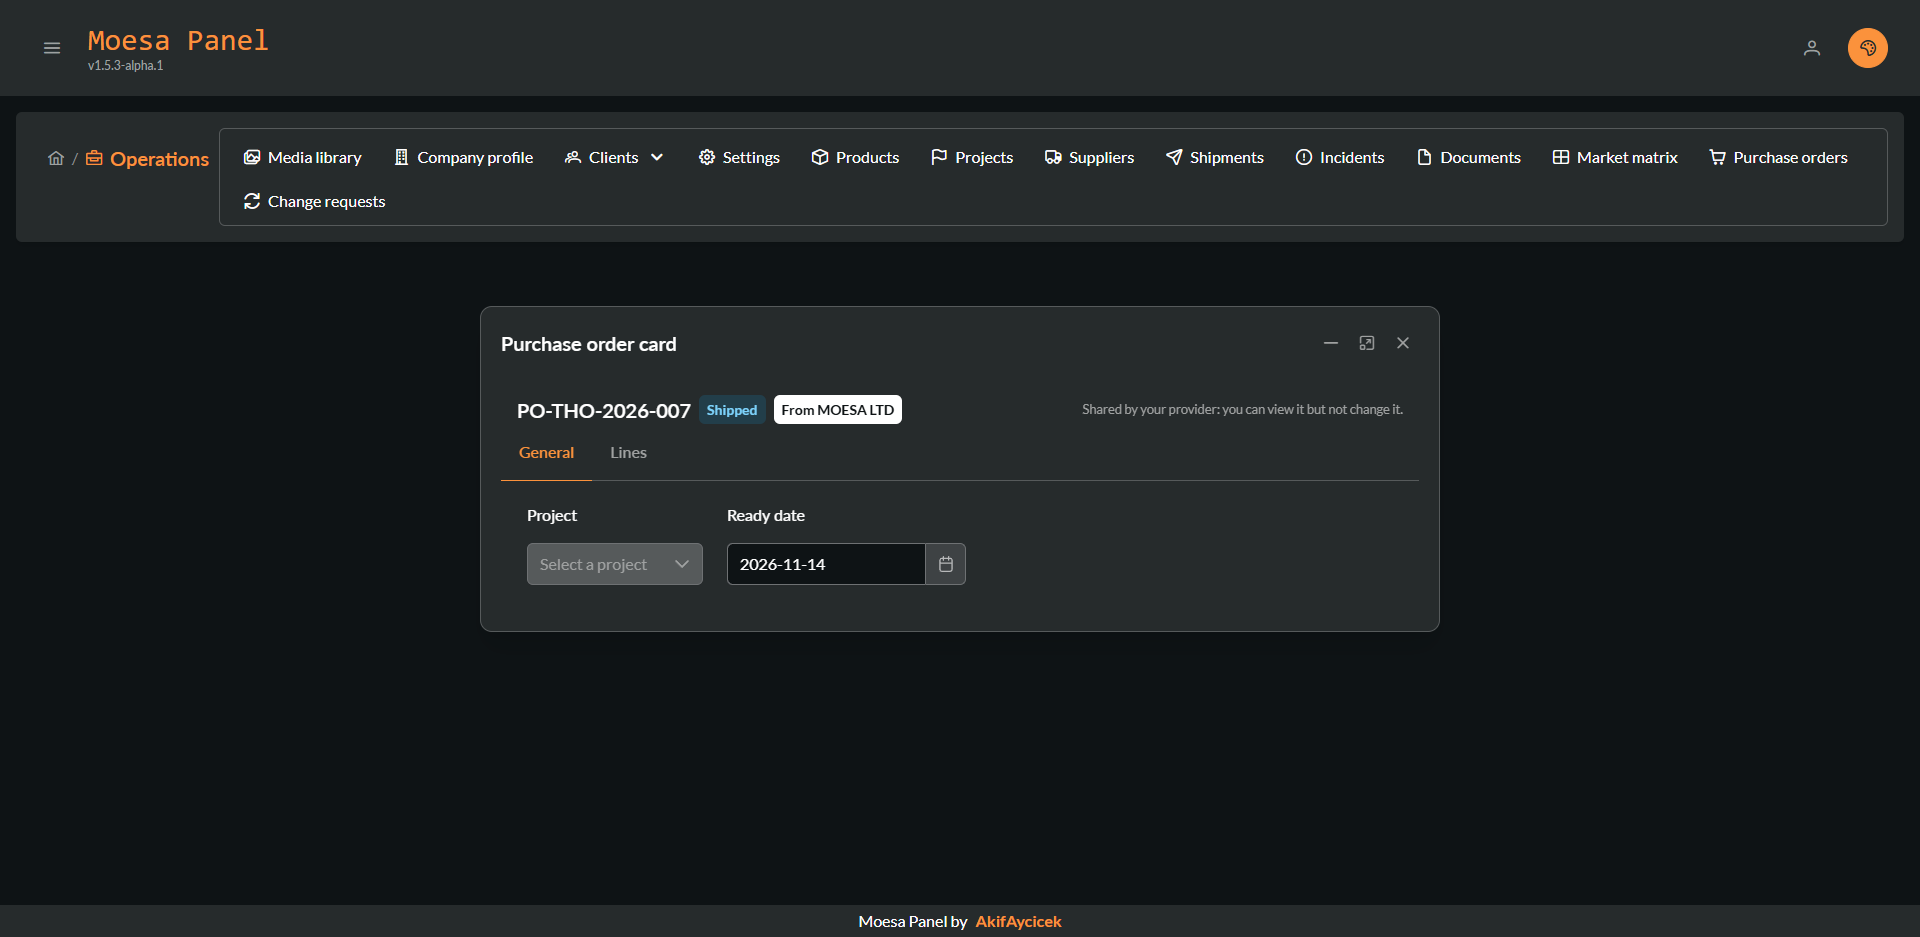 Moesa Panel
v1.5.3-alpha.1
/ Operations
Media library
Company profile
Clients
Settings
Products
Projects
Suppliers
Shipments
Incidents
Documents
Market matrix
Purchase orders
Change requests
Purchase order card
PO-THO-2026-007
Shipped
From MOESA LTD
Shared by your provider: you can view it but not change it.
General
Lines
Project
Ready date
Select a project
2026-11-14
Moesa Panel by AkifAycicek